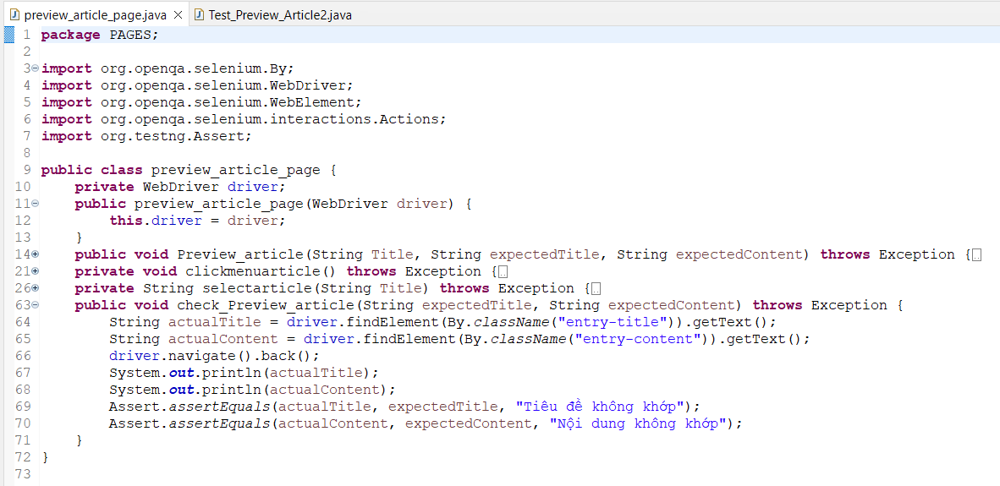 preview_article_page.java Test_Preview_Article2.java
1 package PAGES;
2
3 import org.openqa.selenium.By;
4 import org.openqa.selenium.WebDriver;
5 import org.openqa.selenium.WebElement;
6 import org.openqa.selenium.interactions.Actions;
7 import org.testng.Assert;
8
9 public class preview_article_page {
10 private WebDriver driver;
11 public preview_article_page(WebDriver driver) {
12 this.driver = driver;
13 }
14 public void Preview_article(String Title, String expectedTitle, String expectedContent) throws Exception {
21 private void clickmenuarticle() throws Exception {
26 private String selectarticle(String Title) throws Exception {
63 public void check_Preview_article(String expectedTitle, String expectedContent) throws Exception {
64 String actualTitle = driver.findElement(By.className("entry-title")).getText();
65 String actualContent = driver.findElement(By.className("entry-content")).getText();
66 driver.navigate().back();
67 System.out.println(actualTitle);
68 System.out.println(actualContent);
69 Assert.assertEquals(actualTitle, expectedTitle, "Tiêu đề không khớp");
70 Assert.assertEquals(actualContent, expectedContent, "Nội dung không khớp");
71 }
72 }
73